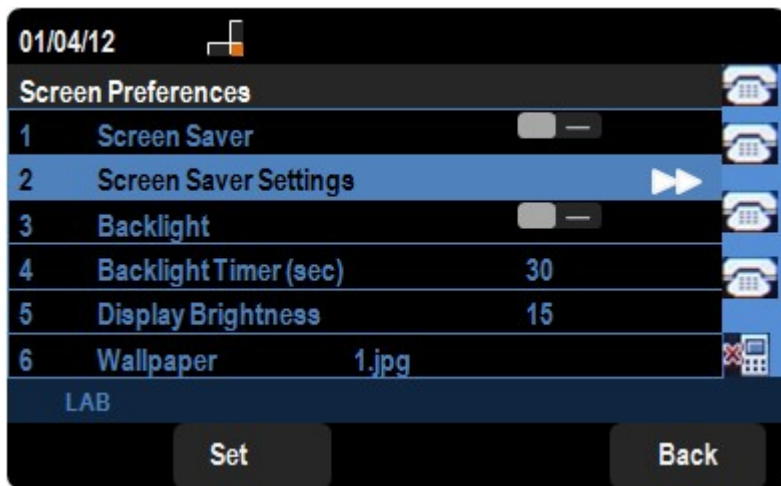 01/04/12
Screen Preferences
1 Screen Saver
2 Screen Saver Settings
3 Backlight
4 Backlight Timer (sec) 30
5 Display Brightness 15
6 Wallpaper 1.jpg
LAB
Set Back